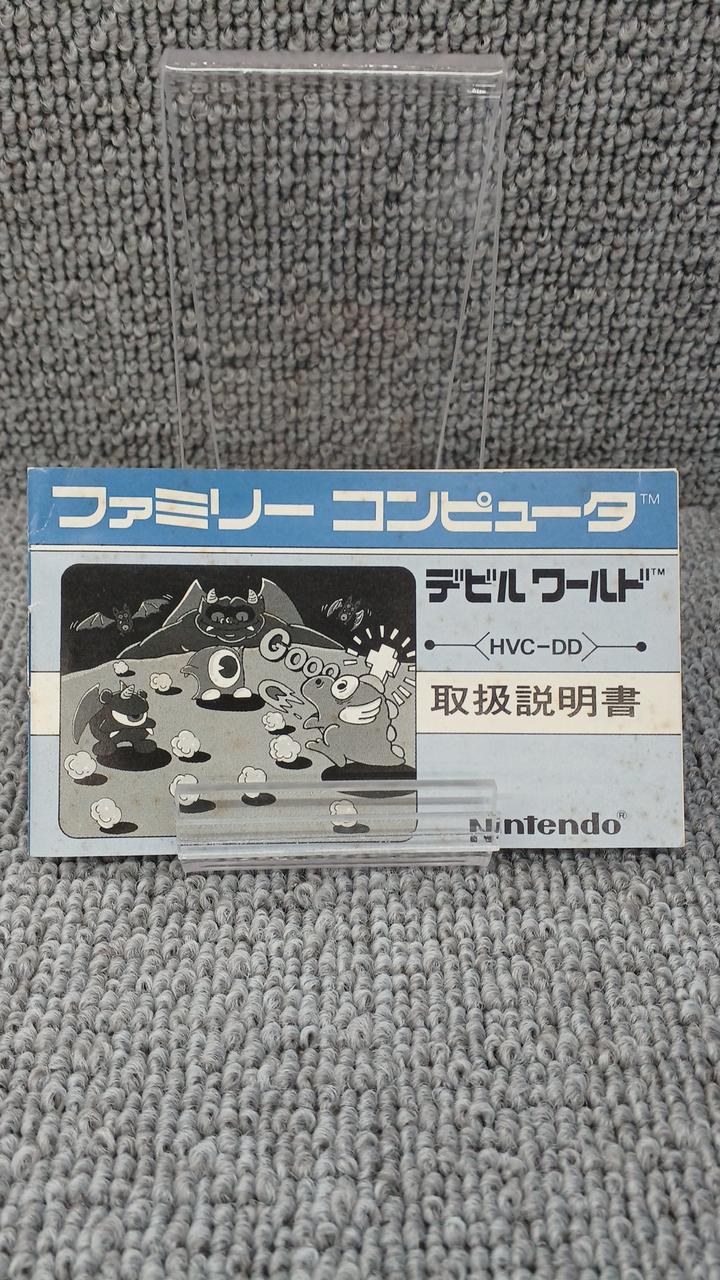 ファミリー コンピュータ™
デビル ワールド™
HVC-DD
取扱説明書
Nintendo®